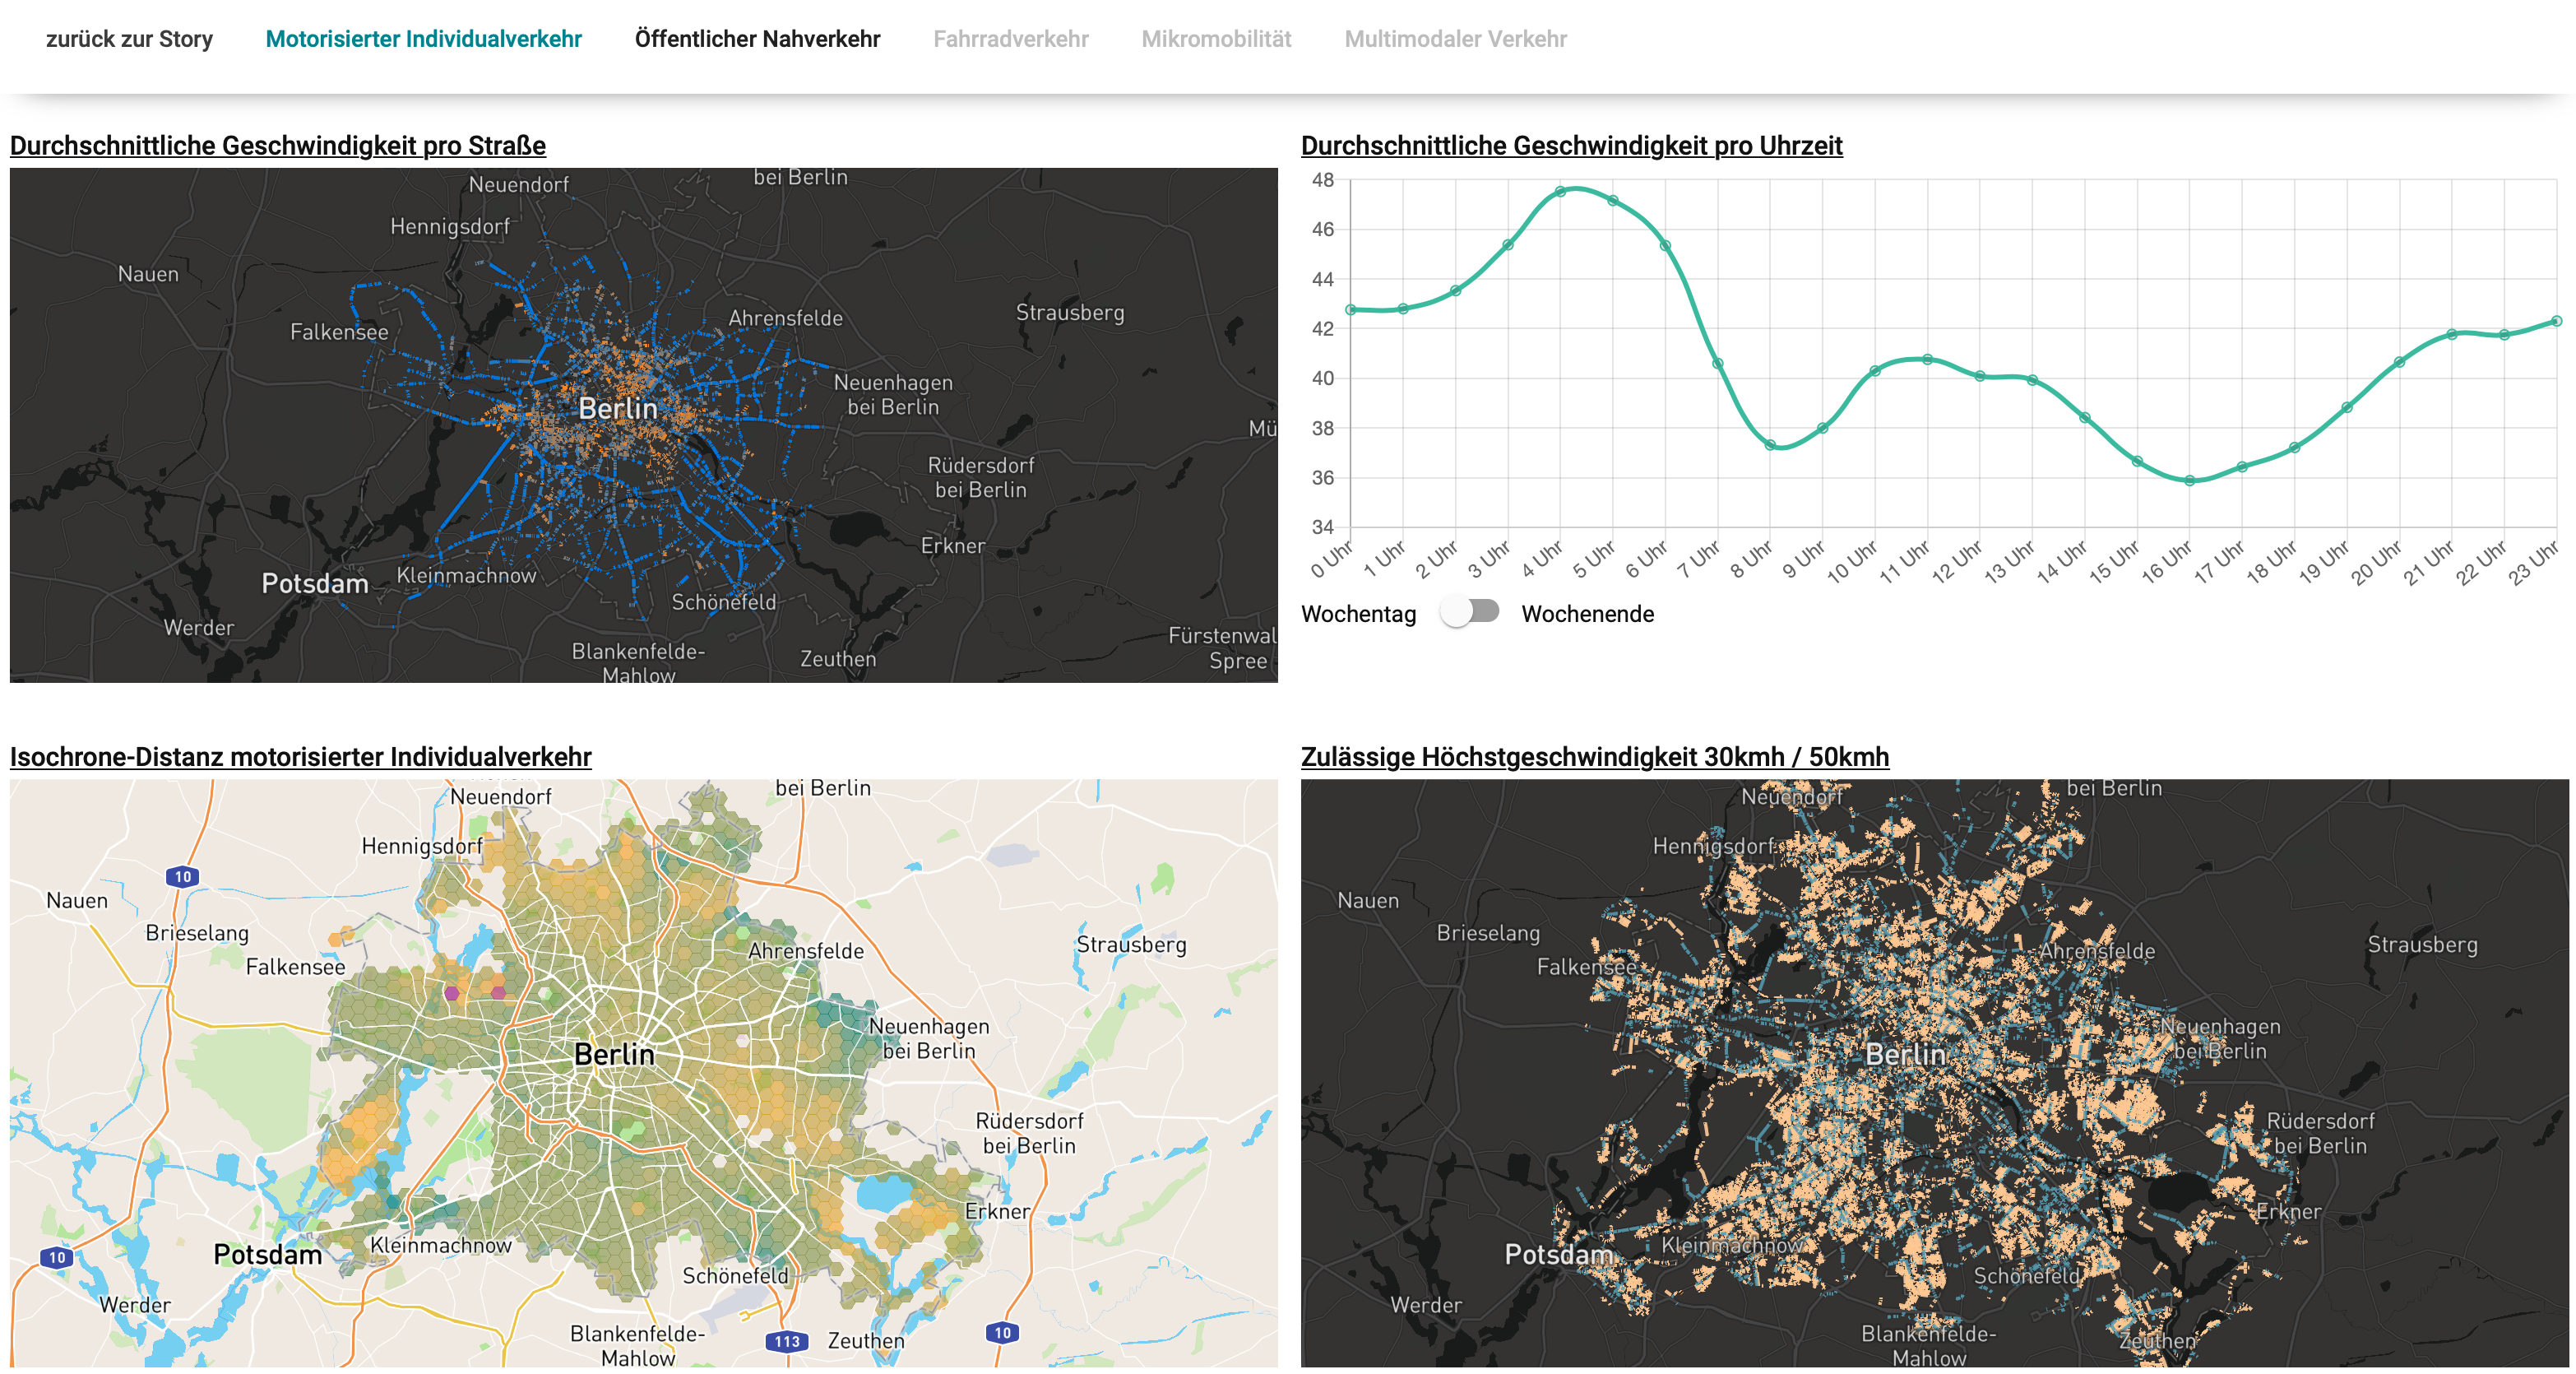 zurück zur Story
Motorisierter Individualverkehr
Öffentlicher Nahverkehr
Fahrradverkehr
Mikromobilität
Multimodaler Verkehr
Durchschnittliche Geschwindigkeit pro Straße
Neuendorf
bei Berlin
Hennigsdorf
Nauen
Falkensee
Ahrensfelde
Strausberg
Neuenhagen
bei Berlin
Berlin
Mü
Rüdersdorf
bei Berlin
Erkner
Potsdam
Kleinmachnow
Schönefeld
Werder
Blankenfelde-
Mahlow
Zeuthen
Fürstenwal
Spree
Durchschnittliche Geschwindigkeit pro Uhrzeit
48
46
44
42
40
38
36
34
0 Uhr
1 Uhr
2 Uhr
3 Uhr
4 Uhr
5 Uhr
6 Uhr
7 Uhr
8 Uhr
9 Uhr
10 Uhr
11 Uhr
12 Uhr
13 Uhr
14 Uhr
15 Uhr
16 Uhr
17 Uhr
18 Uhr
19 Uhr
20 Uhr
21 Uhr
22 Uhr
23 Uhr
Wochentag
Wochenende
Isochrone-Distanz motorisierter Individualverkehr
Neuendorf
bei Berlin
Hennigsdorf
10
Nauen
Brieselang
Falkensee
Ahrensfelde
Strausberg
Neuenhagen
bei Berlin
Berlin
Rüdersdorf
bei Berlin
Erkner
Potsdam
10
Kleinmachnow
Schönefeld
Werder
Blankenfelde-
Mahlow
113
Zeuthen
10
Zulässige Höchstgeschwindigkeit 30kmh / 50kmh
Neuendorf
bei Berlin
Hennigsdorf
Nauen
Brieselang
Falkensee
Ahrensfelde
Strausberg
Neuenhagen
bei Berlin
Berlin
Rüdersdorf
bei Berlin
Erkner
Potsdam
Kleinmachnow
Schönefeld
Werder
Blankenfelde-
Mahlow
Zeuthen